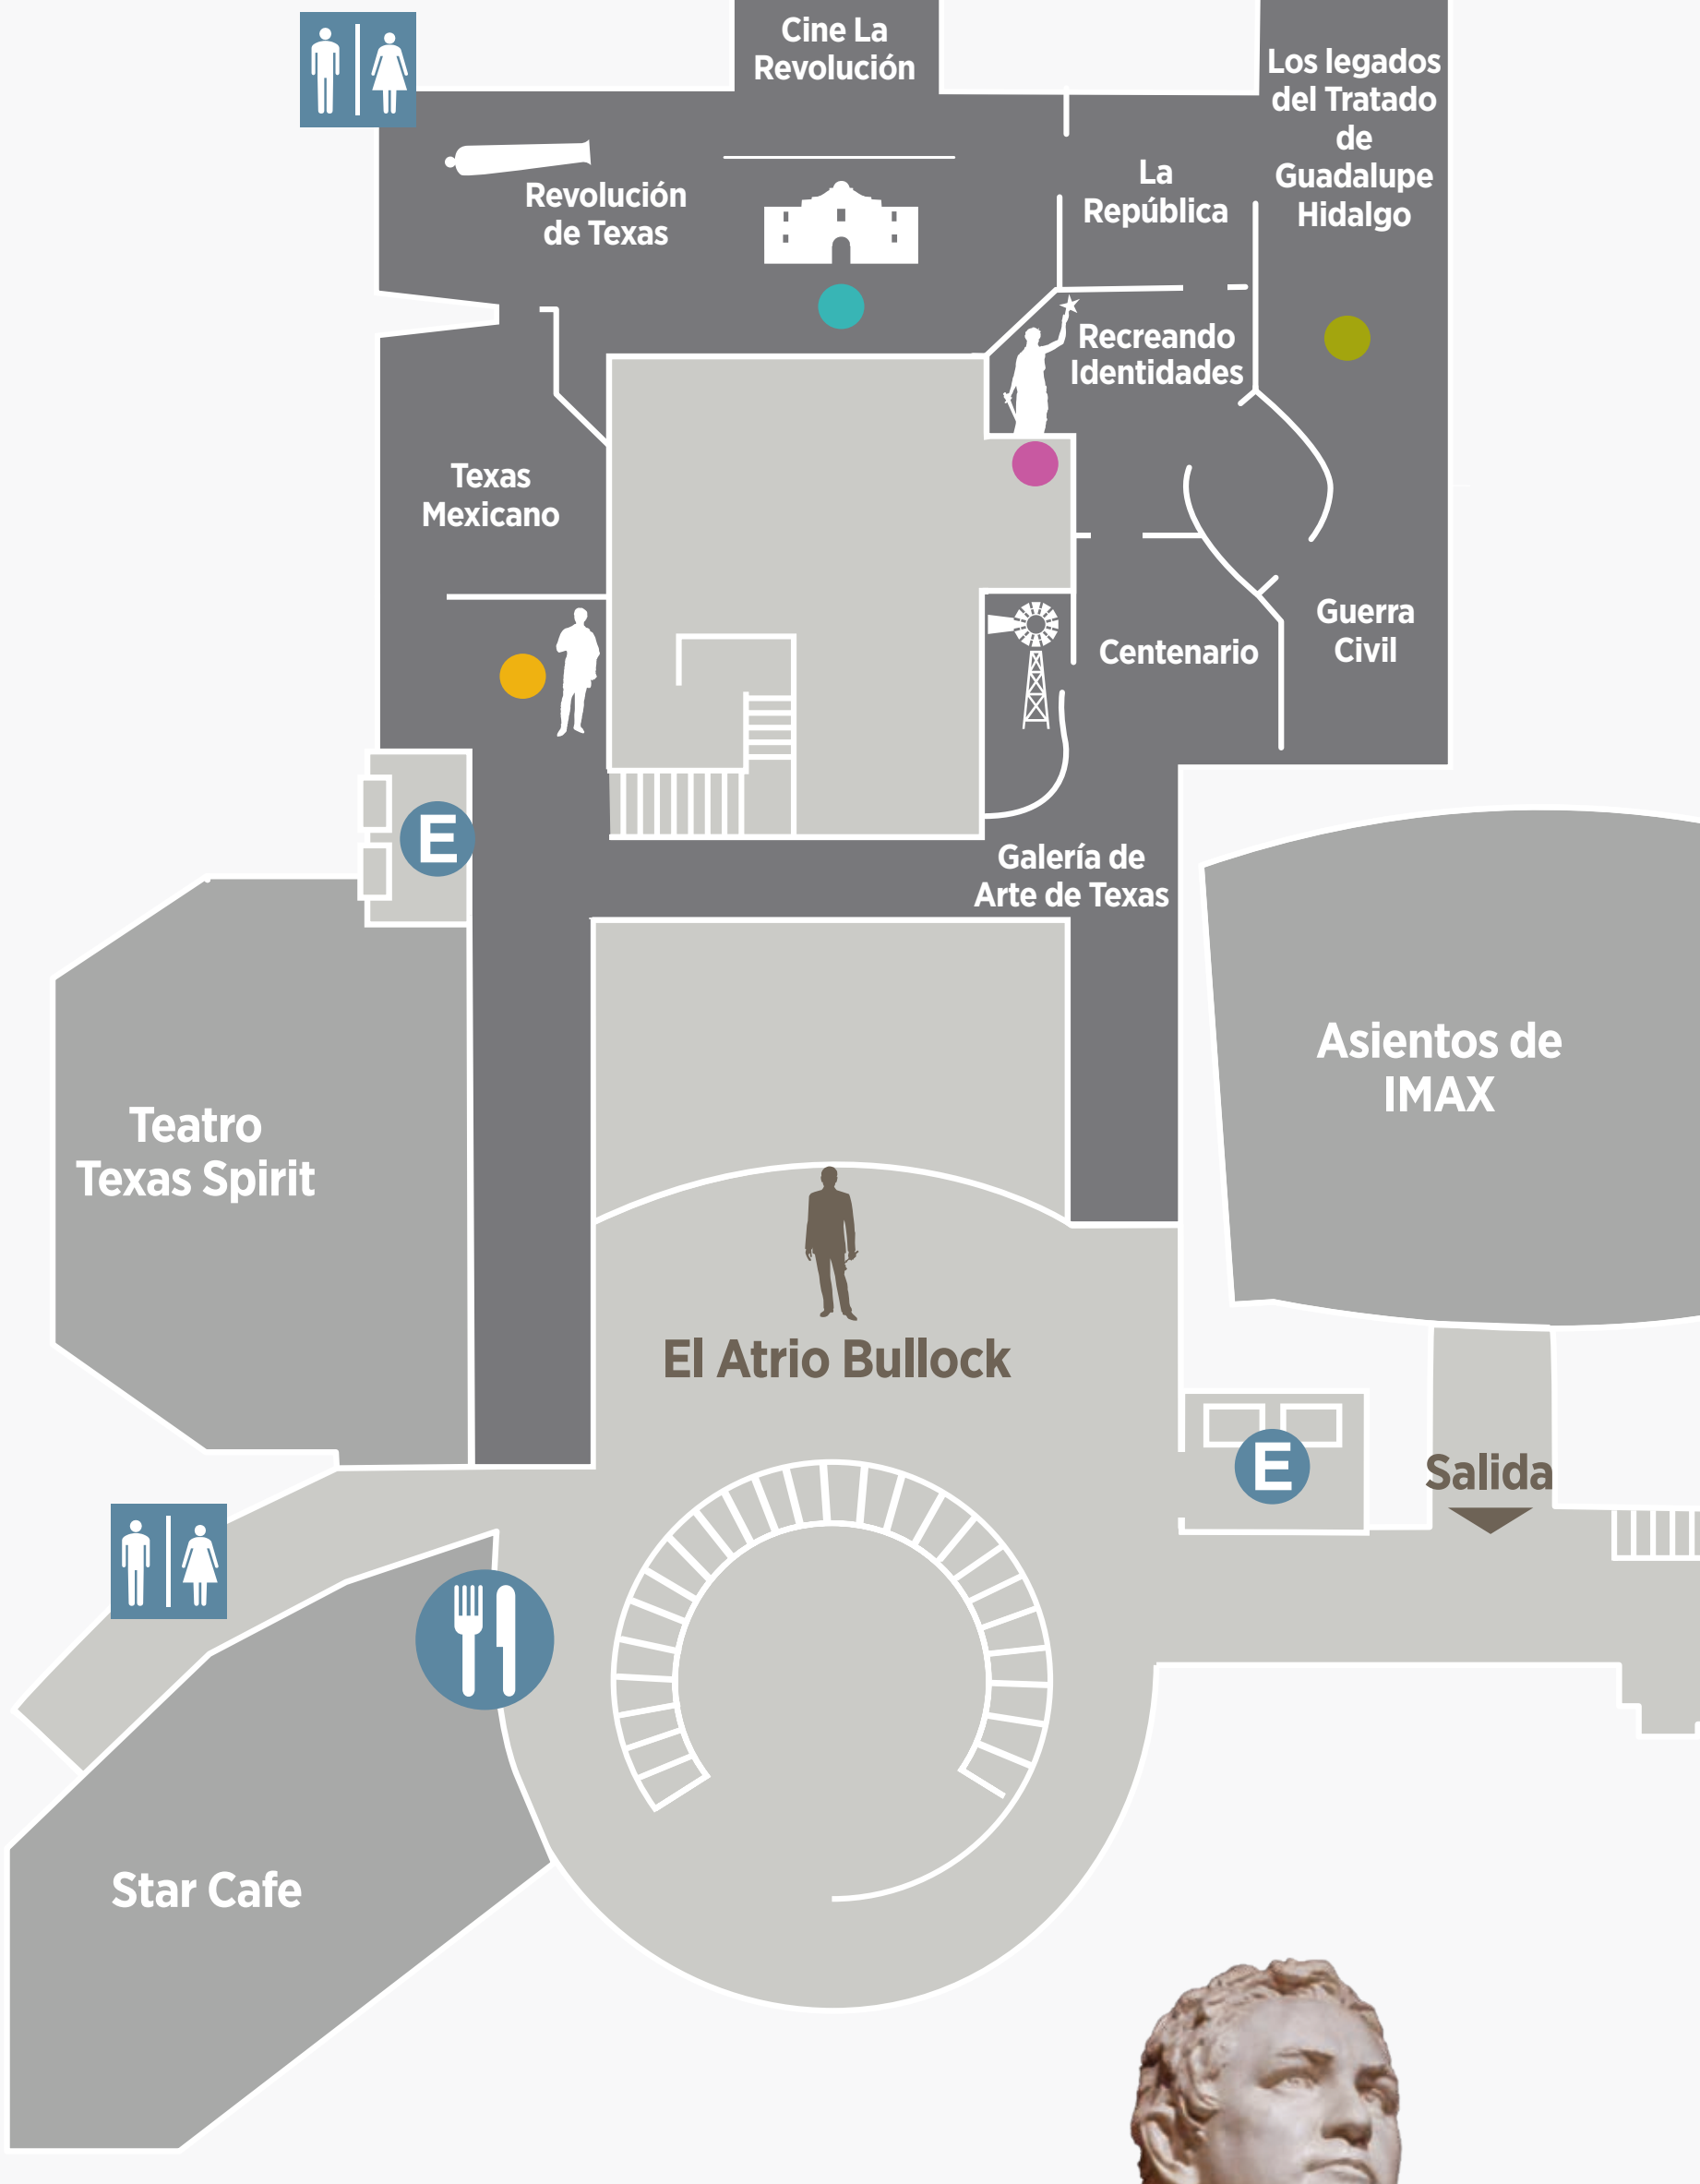 Cine La
Revolución
Los legados
del Tratado
de
Guadalupe
Hidalgo
La
República
Revolución
de Texas
Recreando
Identidades
Texas
Mexicano
Guerra
Civil
Centenario
E
Galería de
Arte de Texas
Asientos de
IMAX
Teatro
Texas Spirit
El Atrio Bullock
E
Salida
Star Cafe